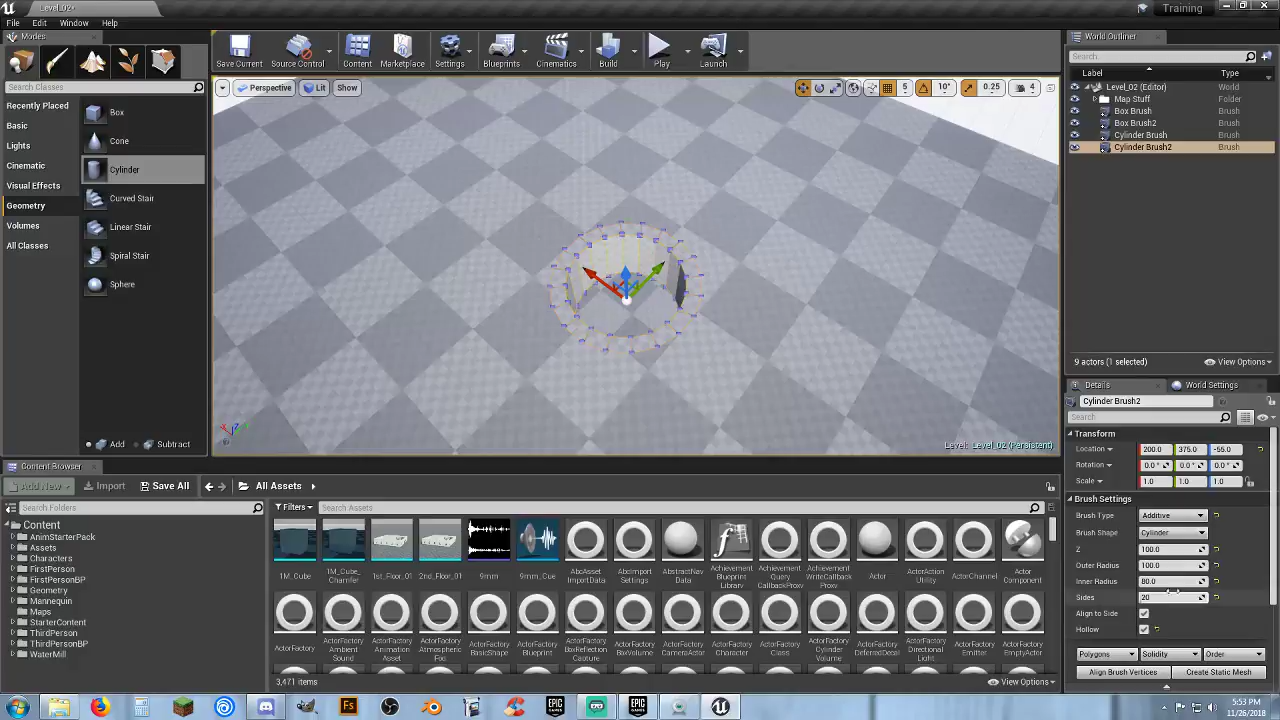 Level_02*
Training
File Edit Window Help
Modes
Search Classes
Recently Placed
Basic
Lights
Cinematic
Visual Effects
Geometry
Volumes
All Classes
Box
Cone
Cylinder
Curved Stair
Linear Stair
Spiral Stair
Sphere
Add Subtract
Save Current Source Control Content Marketplace Settings Blueprints Cinematics Build Play Launch
Perspective Lit Show
5 10° 0.25 4
Level: Level_02 (Persistent)
World Outliner
Search...
Label Type
Level_02 (Editor) World
Map Stuff Folder
Box Brush Brush
Box Brush2 Brush
Cylinder Brush Brush
Cylinder Brush2 Brush
9 actors (1 selected) View Options
Details World Settings
Cylinder Brush2
Search
Transform
Location 200.0 375.0 -55.0
Rotation 0.0° 0.0° 0.0°
Scale 1.0 1.0 1.0
Brush Settings
Brush Type Additive
Brush Shape Cylinder
Z 100.0
Outer Radius 100.0
Inner Radius 80.0
Sides 20
Align to Side
Hollow
Polygons Solidity Order
Align Brush Vertices Create Static Mesh
Content Browser
Add New Import Save All All Assets
Search Folders
Content
AnimStarterPack
Assets
Characters
FirstPerson
FirstPersonBP
Geometry
Mannequin
Maps
StarterContent
ThirdPerson
ThirdPersonBP
WaterMill
Filters Search Assets
1M_Cube
1M_Cube_
Chamfer
1st_Floor_01
2nd_Floor_01
9mm
9mm_Cue
AbcAsset
ImportData
AbcImport
Settings
AbstractNav
Data
Achievement
Blueprint
Library
Achievement
Query
CallbackProxy
Achievement
WriteCallback
Proxy
Actor
ActorAction
Utility
ActorChannel
Actor
Component
ActorFactory
ActorFactory
Ambient
Sound
ActorFactory
Animation
Asset
ActorFactory
Atmospheric
Fog
ActorFactory
BasicShape
ActorFactory
Blueprint
ActorFactory
BoxReflection
Capture
ActorFactory
BoxVolume
ActorFactory
CameraActor
ActorFactory
Character
ActorFactory
Class
ActorFactory
Cylinder
Volume
ActorFactory
DeferredDecal
ActorFactory
Directional
Light
ActorFactory
Emitter
ActorFactory
EmptyActor
3,471 items View Options
5:53 PM
11/26/2018